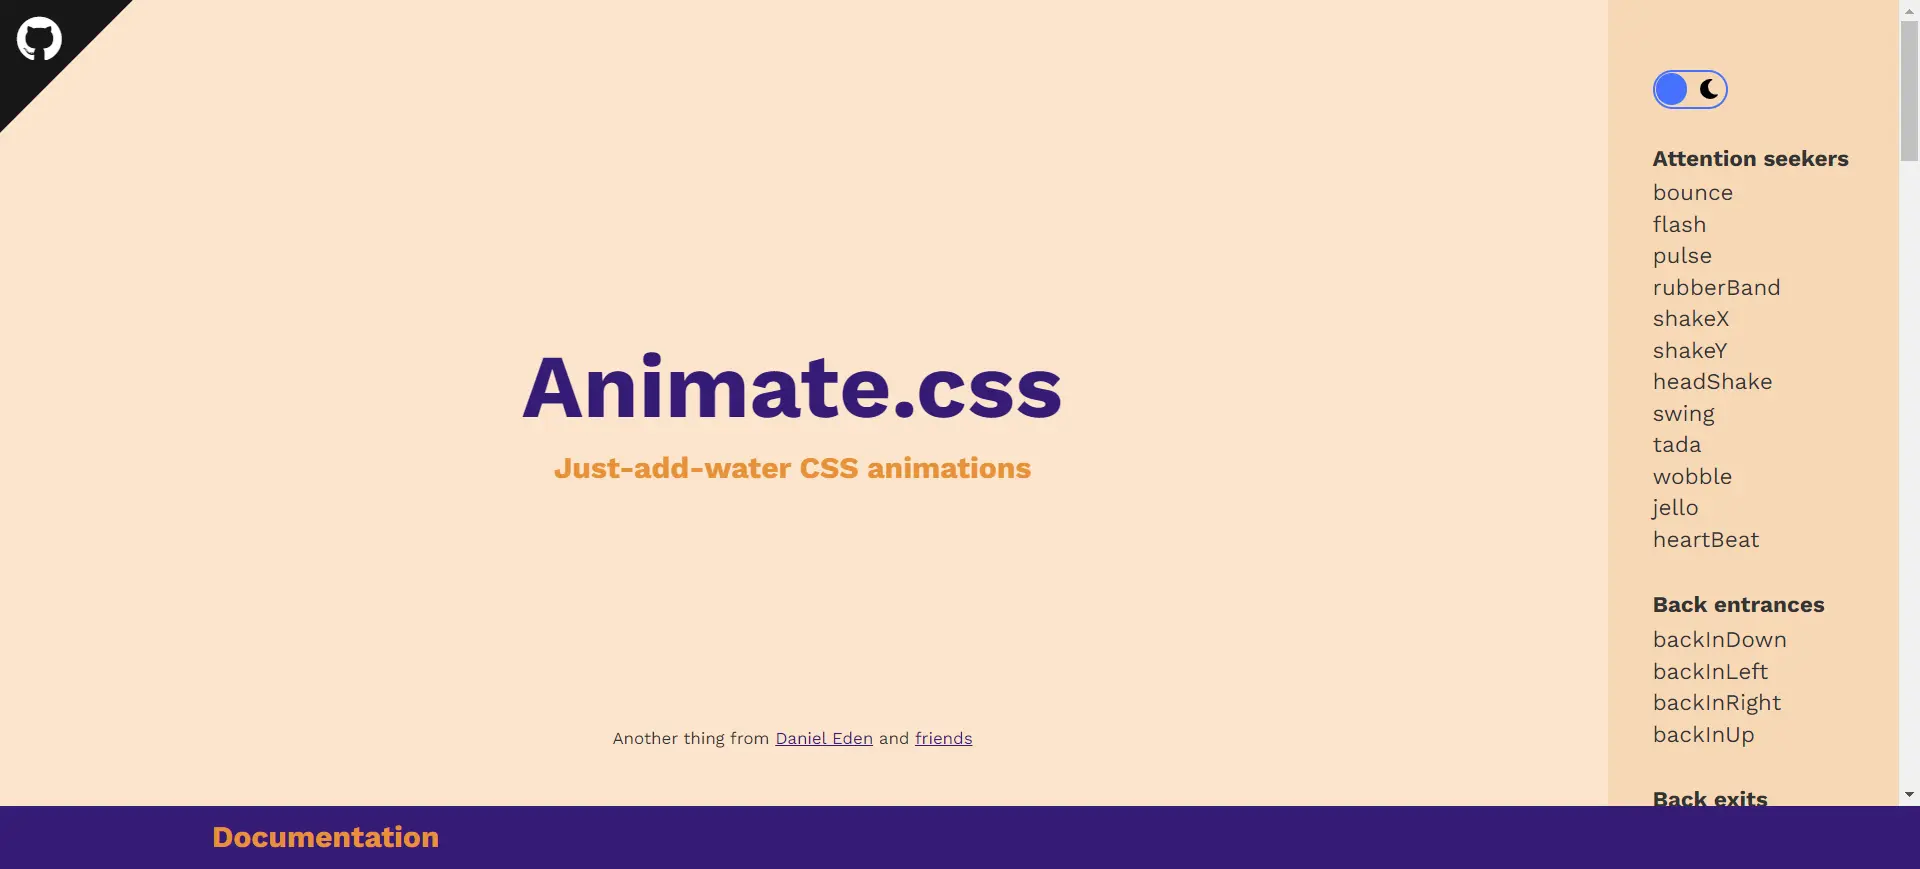 Animate.css
Just-add-water CSS animations
Another thing from Daniel Eden and friends
Documentation
Attention seekers
bounce
flash
pulse
rubberBand
shakeX
shakeY
headShake
swing
tada
wobble
jello
heartBeat
Back entrances
backInDown
backInLeft
backInRight
backInUp
Back exits